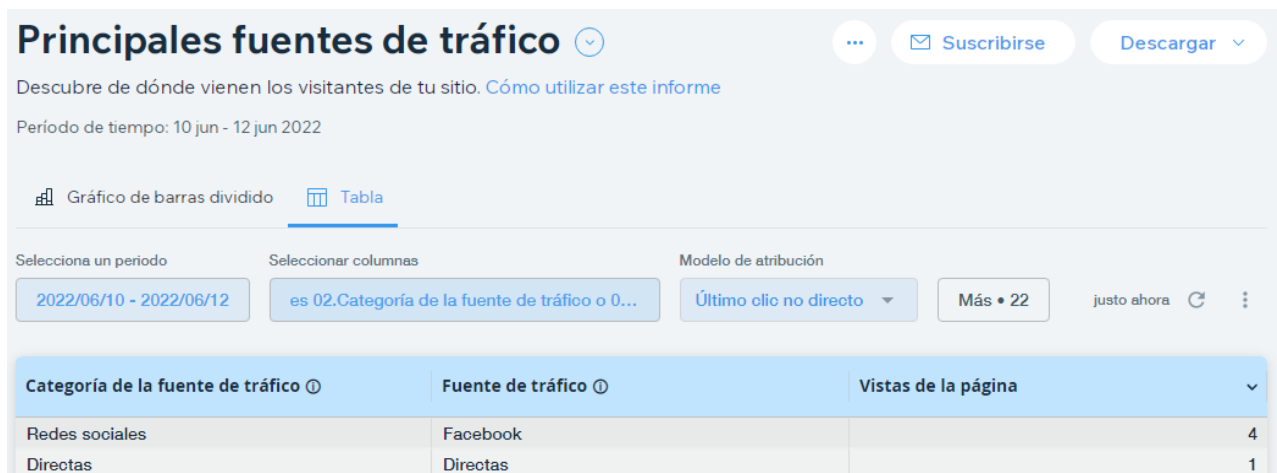 Principales fuentes de tráfico
Suscribirse
Descargar
Descubre de dónde vienen los visitantes de tu sitio. Cómo utilizar este informe
Período de tiempo: 10 jun - 12 jun 2022
Gráfico de barras dividido Tabla
Selecciona un periodo Seleccionar columnas Modelo de atribución
2022/06/10 - 2022/06/12 es 02.Categoría de la fuente de tráfico o 0... Último clic no directo Más • 22 justo ahora
Categoría de la fuente de tráfico Fuente de tráfico Vistas de la página
Redes sociales Facebook 4
Directas Directas 1